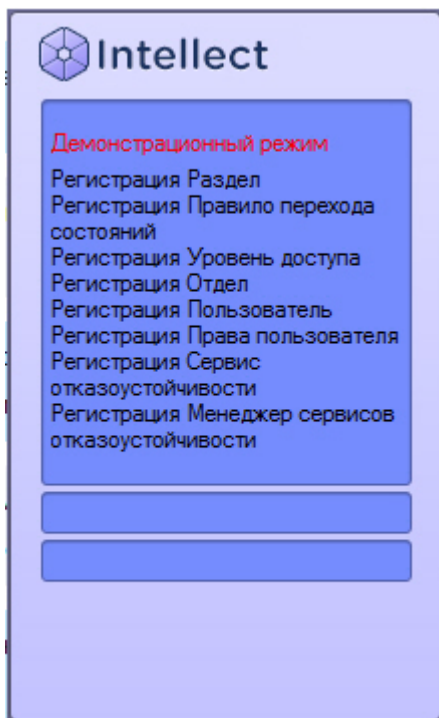 Intellect
Демонстрационный режим
Регистрация Раздел
Регистрация Правило перехода
состояний
Регистрация Уровень доступа
Регистрация Отдел
Регистрация Пользователь
Регистрация Права пользователя
Регистрация Сервис
отказоустойчивости
Регистрация Менеджер сервисов
отказоустойчивости